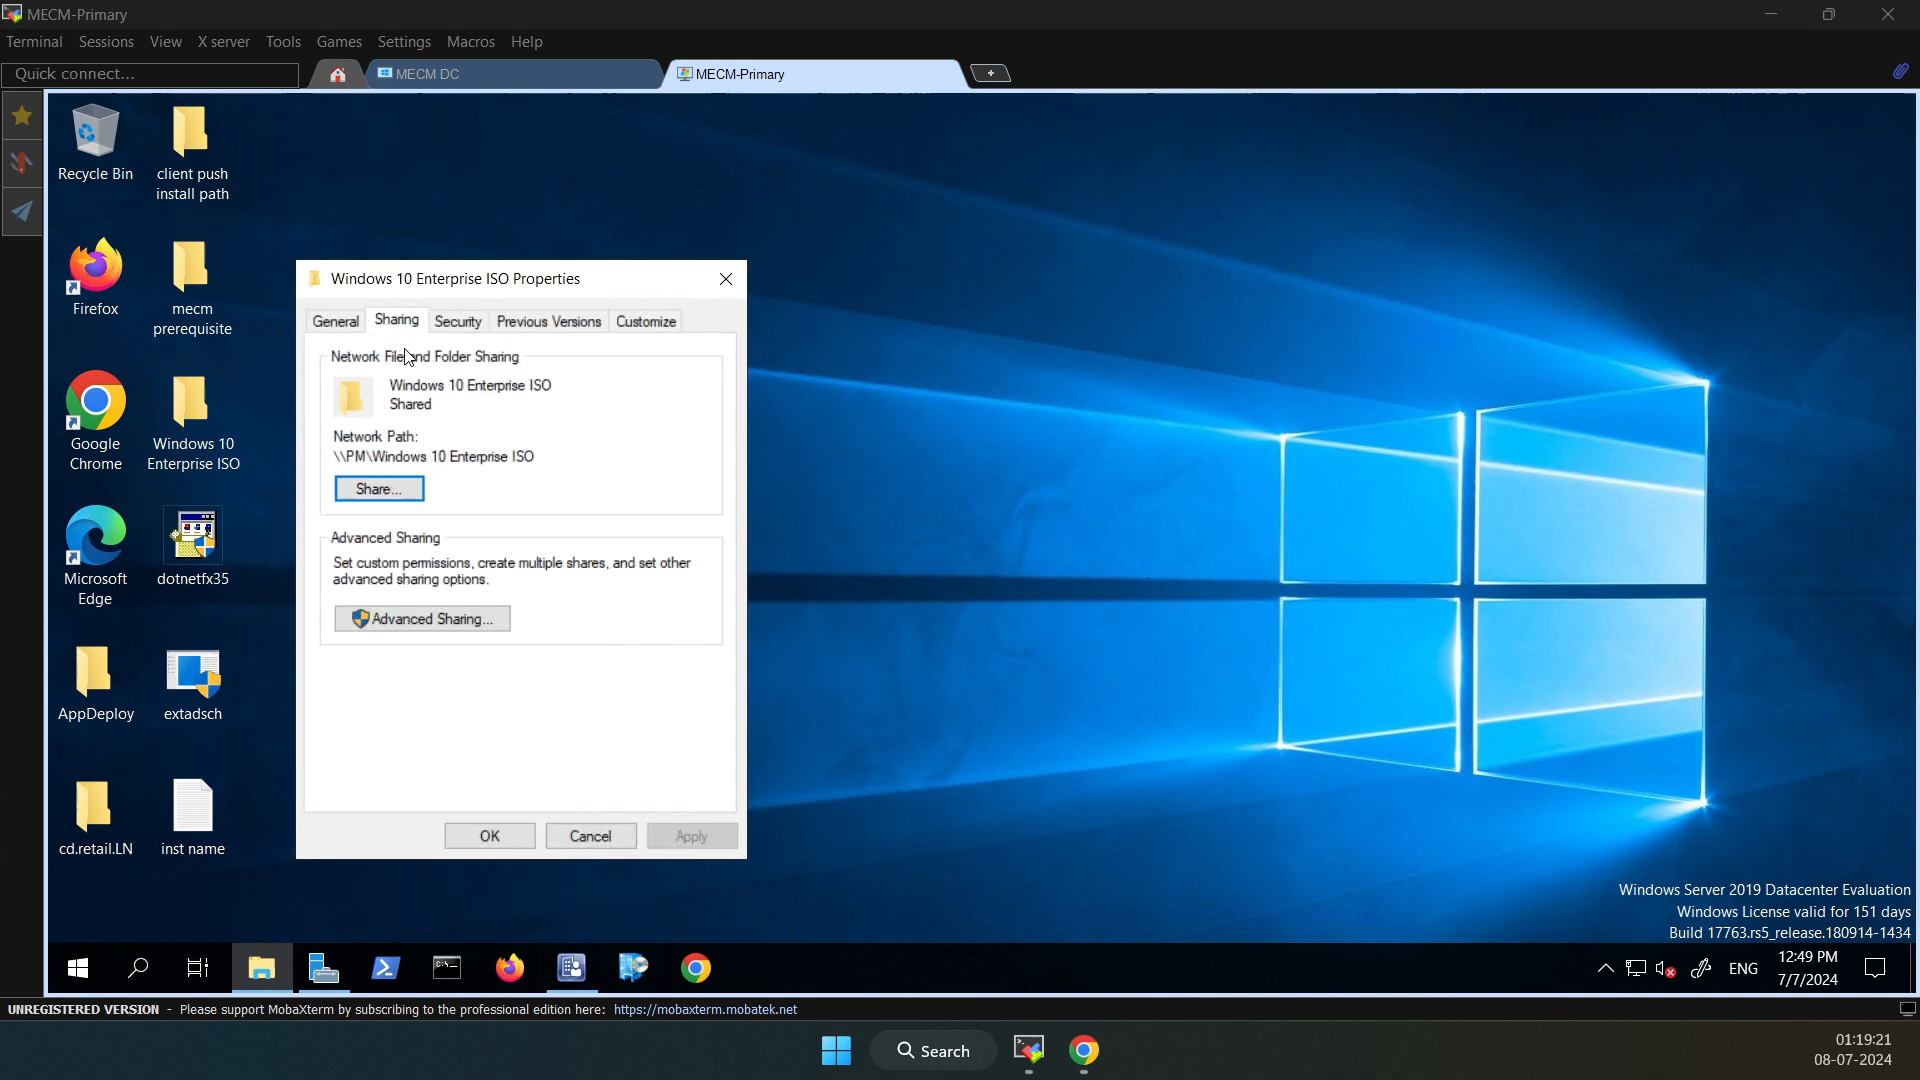 MECM-Primary
Terminal Sessions View X server Tools Games Settings Macros Help
Quick connect...
MECM DC
MECM-Primary
Recycle Bin
client push
install path
Firefox
mecm
prerequisite
Google
Chrome
Windows 10
Enterprise ISO
Microsoft
Edge
dotnetfx35
AppDeploy
extadsch
cd.retail.LN
inst name
Windows 10 Enterprise ISO Properties
General Sharing Security Previous Versions Customize
Network File and Folder Sharing
Windows 10 Enterprise ISO
Shared
Network Path:
\\PM\Windows 10 Enterprise ISO
Share...
Advanced Sharing
Set custom permissions, create multiple shares, and set other
advanced sharing options.
Advanced Sharing...
OK Cancel Apply
Windows Server 2019 Datacenter Evaluation
Windows License valid for 151 days
Build 17763.rs5_release.180914-1434
ENG
12:49 PM
7/7/2024
UNREGISTERED VERSION - Please support MobaXterm by subscribing to the professional edition here: https://mobaxterm.mobatek.net
Search
01:19:21
08-07-2024